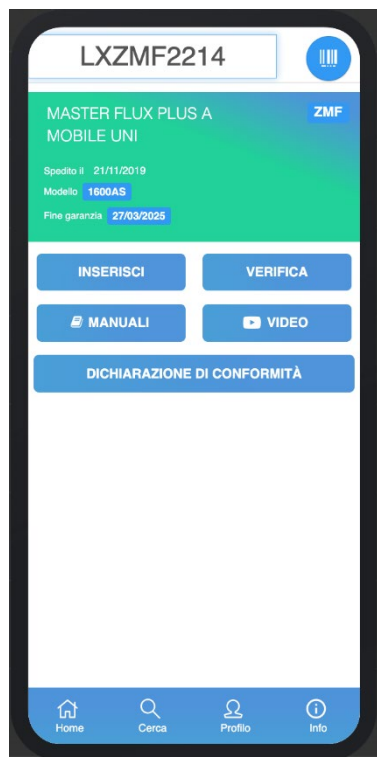 LXZMF2214
MASTER FLUX PLUS A
MOBILE UNI
ZMF
Spedito il 21/11/2019
Modello 1600AS
Fine garanzia 27/03/2025
INSERISCI
VERIFICA
MANUALI
VIDEO
DICHIARAZIONE DI CONFORMITÀ
Home
Cerca
Profilo
Info